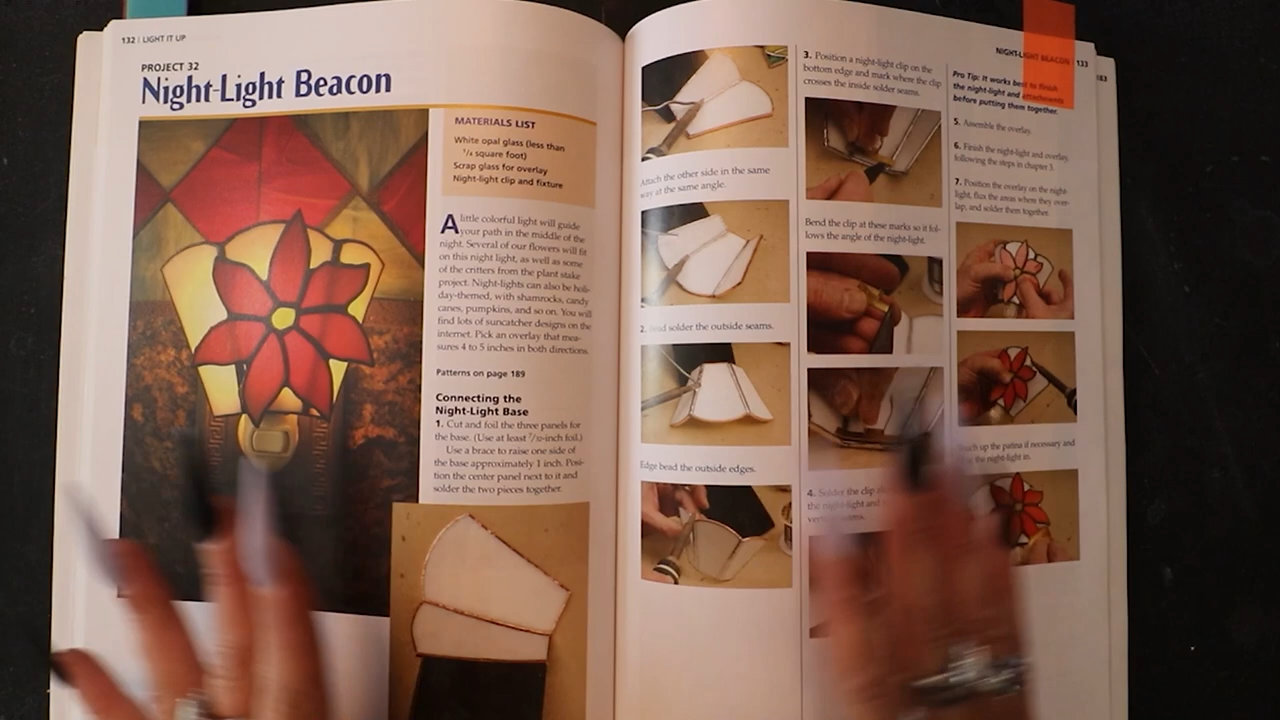 132 | LIGHT IT UP
PROJECT 32
Night-Light Beacon
MATERIALS LIST
White opal glass (less than
1/4 square foot)
Scrap glass for overlay
Night-light clip and fixture
A little colorful light will guide
your path in the middle of the
night. Several of our flowers will fit
on this night light, as well as some
of the critters from the plant stake
project. Night-lights can also be holi-
day-themed, with shamrocks, candy
canes, pumpkins, and so on. You will
find lots of suncatcher designs on the
internet. Pick an overlay that mea-
sures 4 to 5 inches in both directions.
Patterns on page 189
Connecting the
Night-Light Base
1. Cut and foil the three panels for
the base. (Use at least 7/32-inch foil.)
Use a brace to raise one side of
the base approximately 1 inch. Posi-
tion the center panel next to it and
solder the two pieces together.
Attach the other side in the same
way at the same angle.
2. Bead solder the outside seams.
Edge bead the outside edges.
3. Position a night-light clip on the
bottom edge and mark where the clip
crosses the inside solder seams.
Bend the clip at these marks so it fol-
lows the angle of the night-light.
4. Solder the clip
the night-light and
seams.
NIGHT-LIGHT BEACON | 133
Pro Tip: It works best to finish
the night-light and attachments
before putting them together.
5. Assemble the overlay.
6. Finish the night-light and overlay,
following the steps in chapter 5.
7. Position the overlay on the night-
light, flux the areas where they over-
lap, and solder them together.
up the patina if necessary and
the night-light in.
183